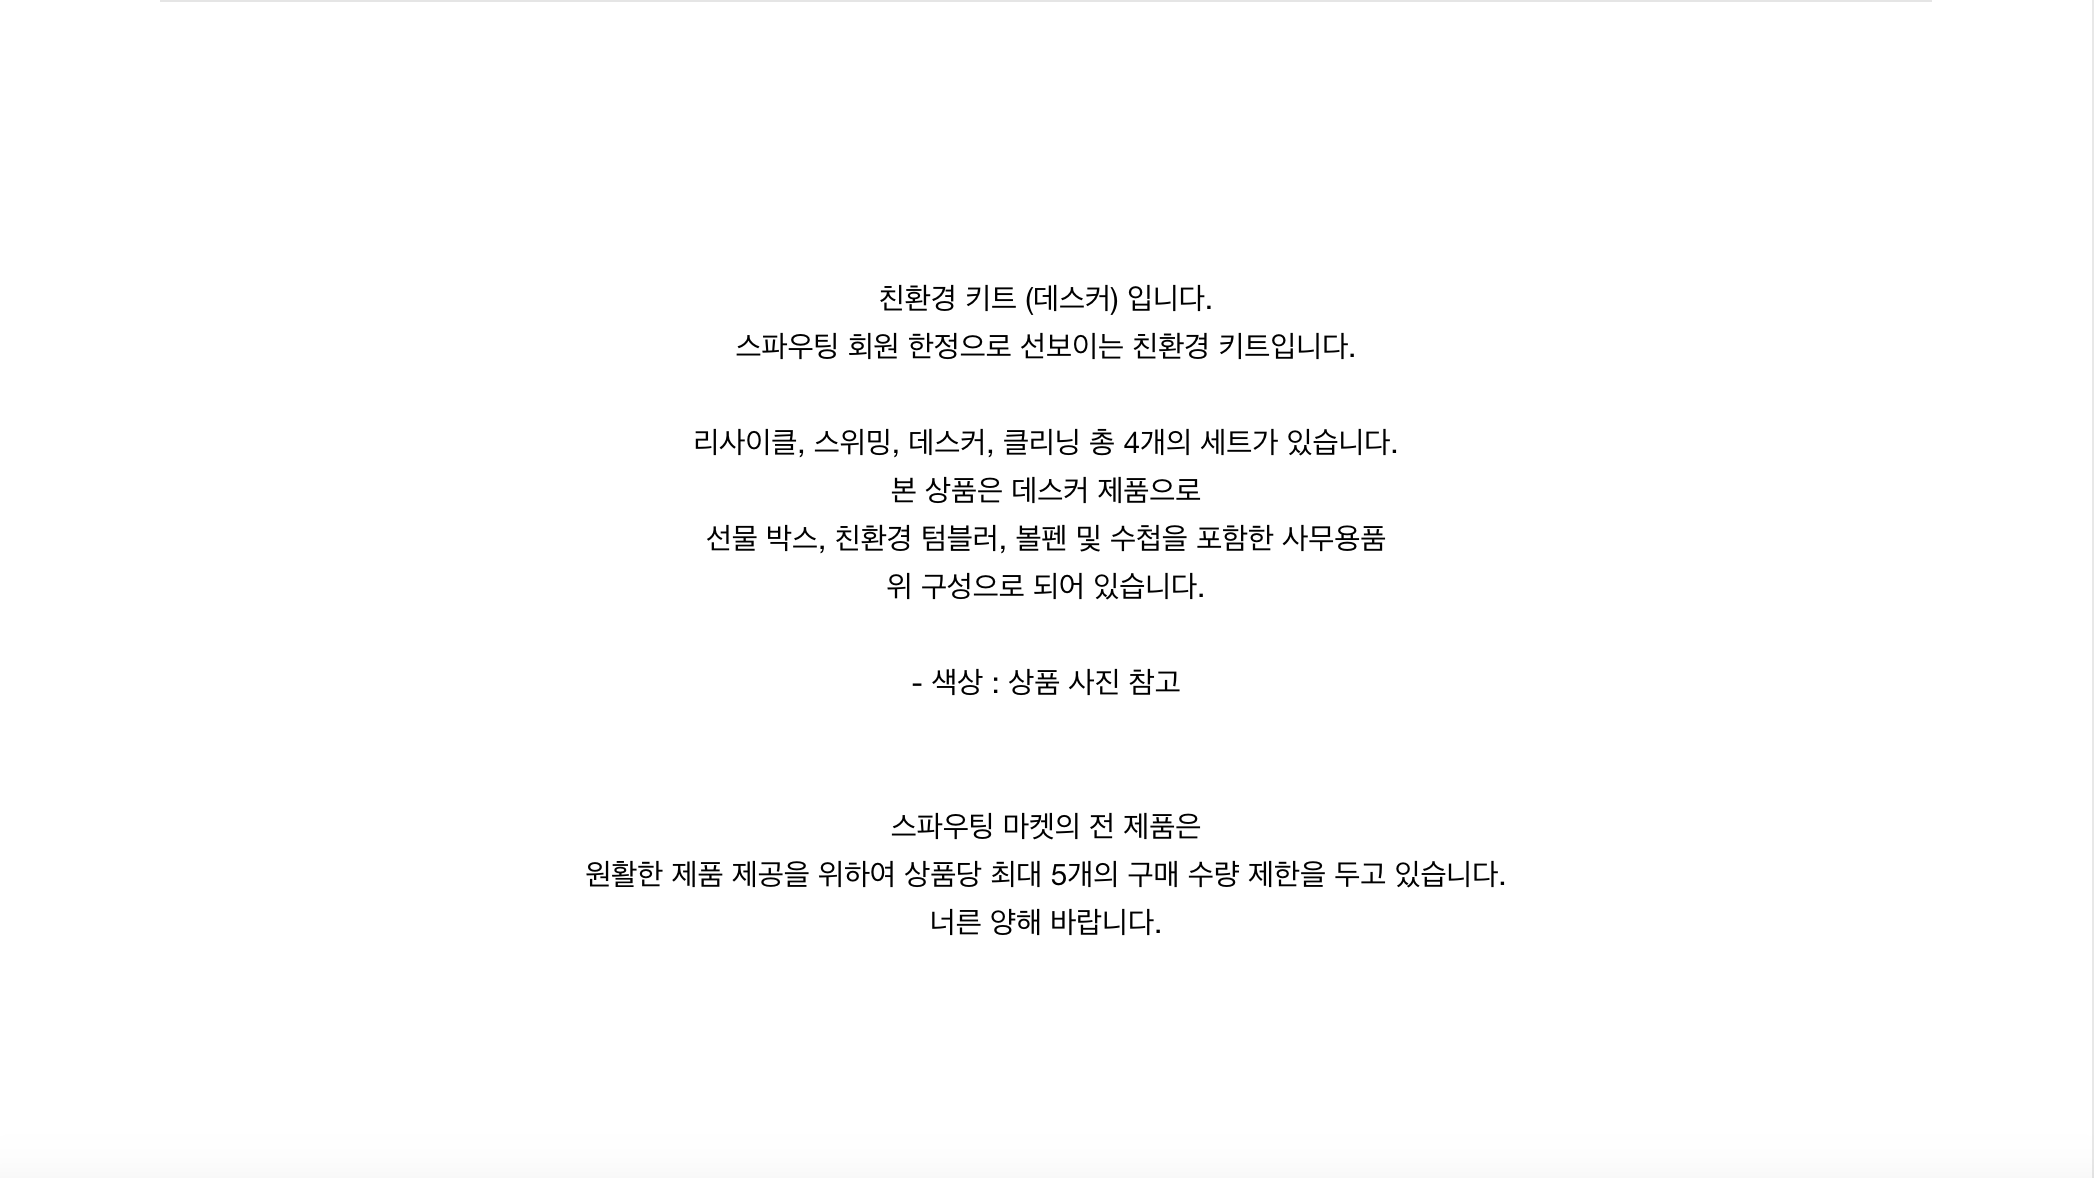 친환경 키트 (데스커) 입니다.
스파우팅 회원 한정으로 선보이는 친환경 키트입니다.
리사이클, 스위밍, 데스커, 클리닝 총 4개의 세트가 있습니다.
본 상품은 데스커 제품으로
선물 박스, 친환경 텀블러, 볼펜 및 수첩을 포함한 사무용품
위 구성으로 되어 있습니다.
- 색상 : 상품 사진 참고
스파우팅 마켓의 전 제품은
원활한 제품 제공을 위하여 상품당 최대 5개의 구매 수량 제한을 두고 있습니다.
너른 양해 바랍니다.